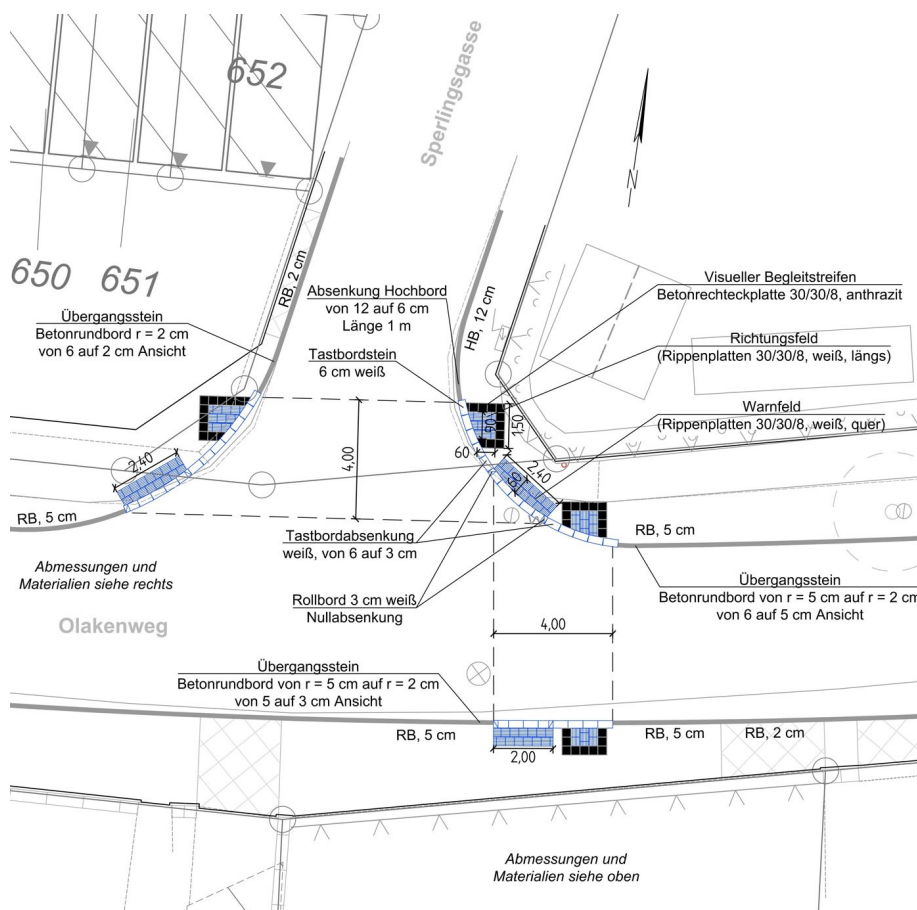 652
Sperlingsgasse
N
650
651
RB, 2 cm
Übergangsstein
Betonrundbord r = 2 cm
von 6 auf 2 cm Ansicht
Absenkung Hochbord
von 12 auf 6 cm
Länge 1 m
HB, 12 cm
Tastbordstein
6 cm weiß
Visueller Begleitstreifen
Betonrechteckplatte 30/30/8, anthrazit
Richtungsfeld
(Rippenplatten 30/30/8, weiß, längs)
Warnfeld
(Rippenplatten 30/30/8, weiß, quer)
90
1,50
60
2,40
4,00
2,40
RB, 5 cm
Tastbordabsenkung
weiß, von 6 auf 3 cm
RB, 5 cm
Abmessungen und
Materialien siehe rechts
Rollbord 3 cm weiß
Nullabsenkung
Übergangsstein
Betonrundbord von r = 5 cm auf r = 2 cm
von 6 auf 5 cm Ansicht
Olakenweg
4,00
Übergangsstein
Betonrundbord von r = 5 cm auf r = 2 cm
von 5 auf 3 cm Ansicht
RB, 5 cm
RB, 5 cm
RB, 2 cm
2,00
Abmessungen und
Materialien siehe oben